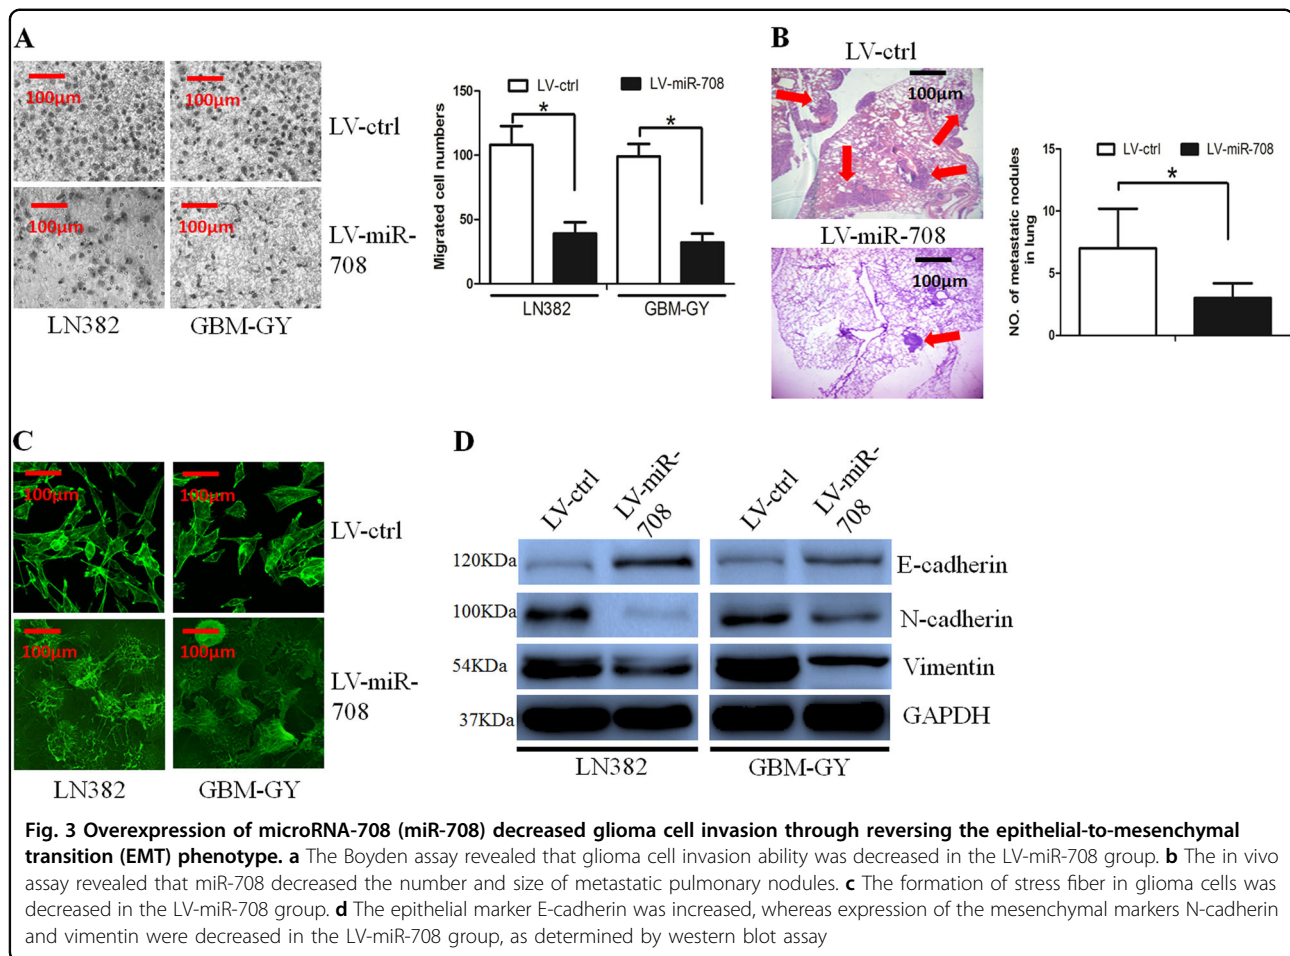 A
100μm
100μm
LV-ctrl
100μm
100μm
LV-miR-
708
LN382
GBM-GY
LV-ctrl
LV-miR-708
*
*
Migrated cell numbers
150
100
50
0
LN382
GBM-GY
B
LV-ctrl
100μm
LV-miR-708
100μm
LV-ctrl
LV-miR-708
*
NO. of metastatic nodules
in lung
15
10
5
0
C
100μm
100μm
LV-ctrl
100μm
100μm
LV-miR-
708
LN382
GBM-GY
D
LV-ctrl
LV-miR-
708
LV-ctrl
LV-miR-
708
120KDa
E-cadherin
100KDa
N-cadherin
54KDa
Vimentin
37KDa
GAPDH
LN382
GBM-GY
Fig. 3 Overexpression of microRNA-708 (miR-708) decreased glioma cell invasion through reversing the epithelial-to-mesenchymal
transition (EMT) phenotype. a The Boyden assay revealed that glioma cell invasion ability was decreased in the LV-miR-708 group. b The in vivo
assay revealed that miR-708 decreased the number and size of metastatic pulmonary nodules. c The formation of stress fiber in glioma cells was
decreased in the LV-miR-708 group. d The epithelial marker E-cadherin was increased, whereas expression of the mesenchymal markers N-cadherin
and vimentin were decreased in the LV-miR-708 group, as determined by western blot assay